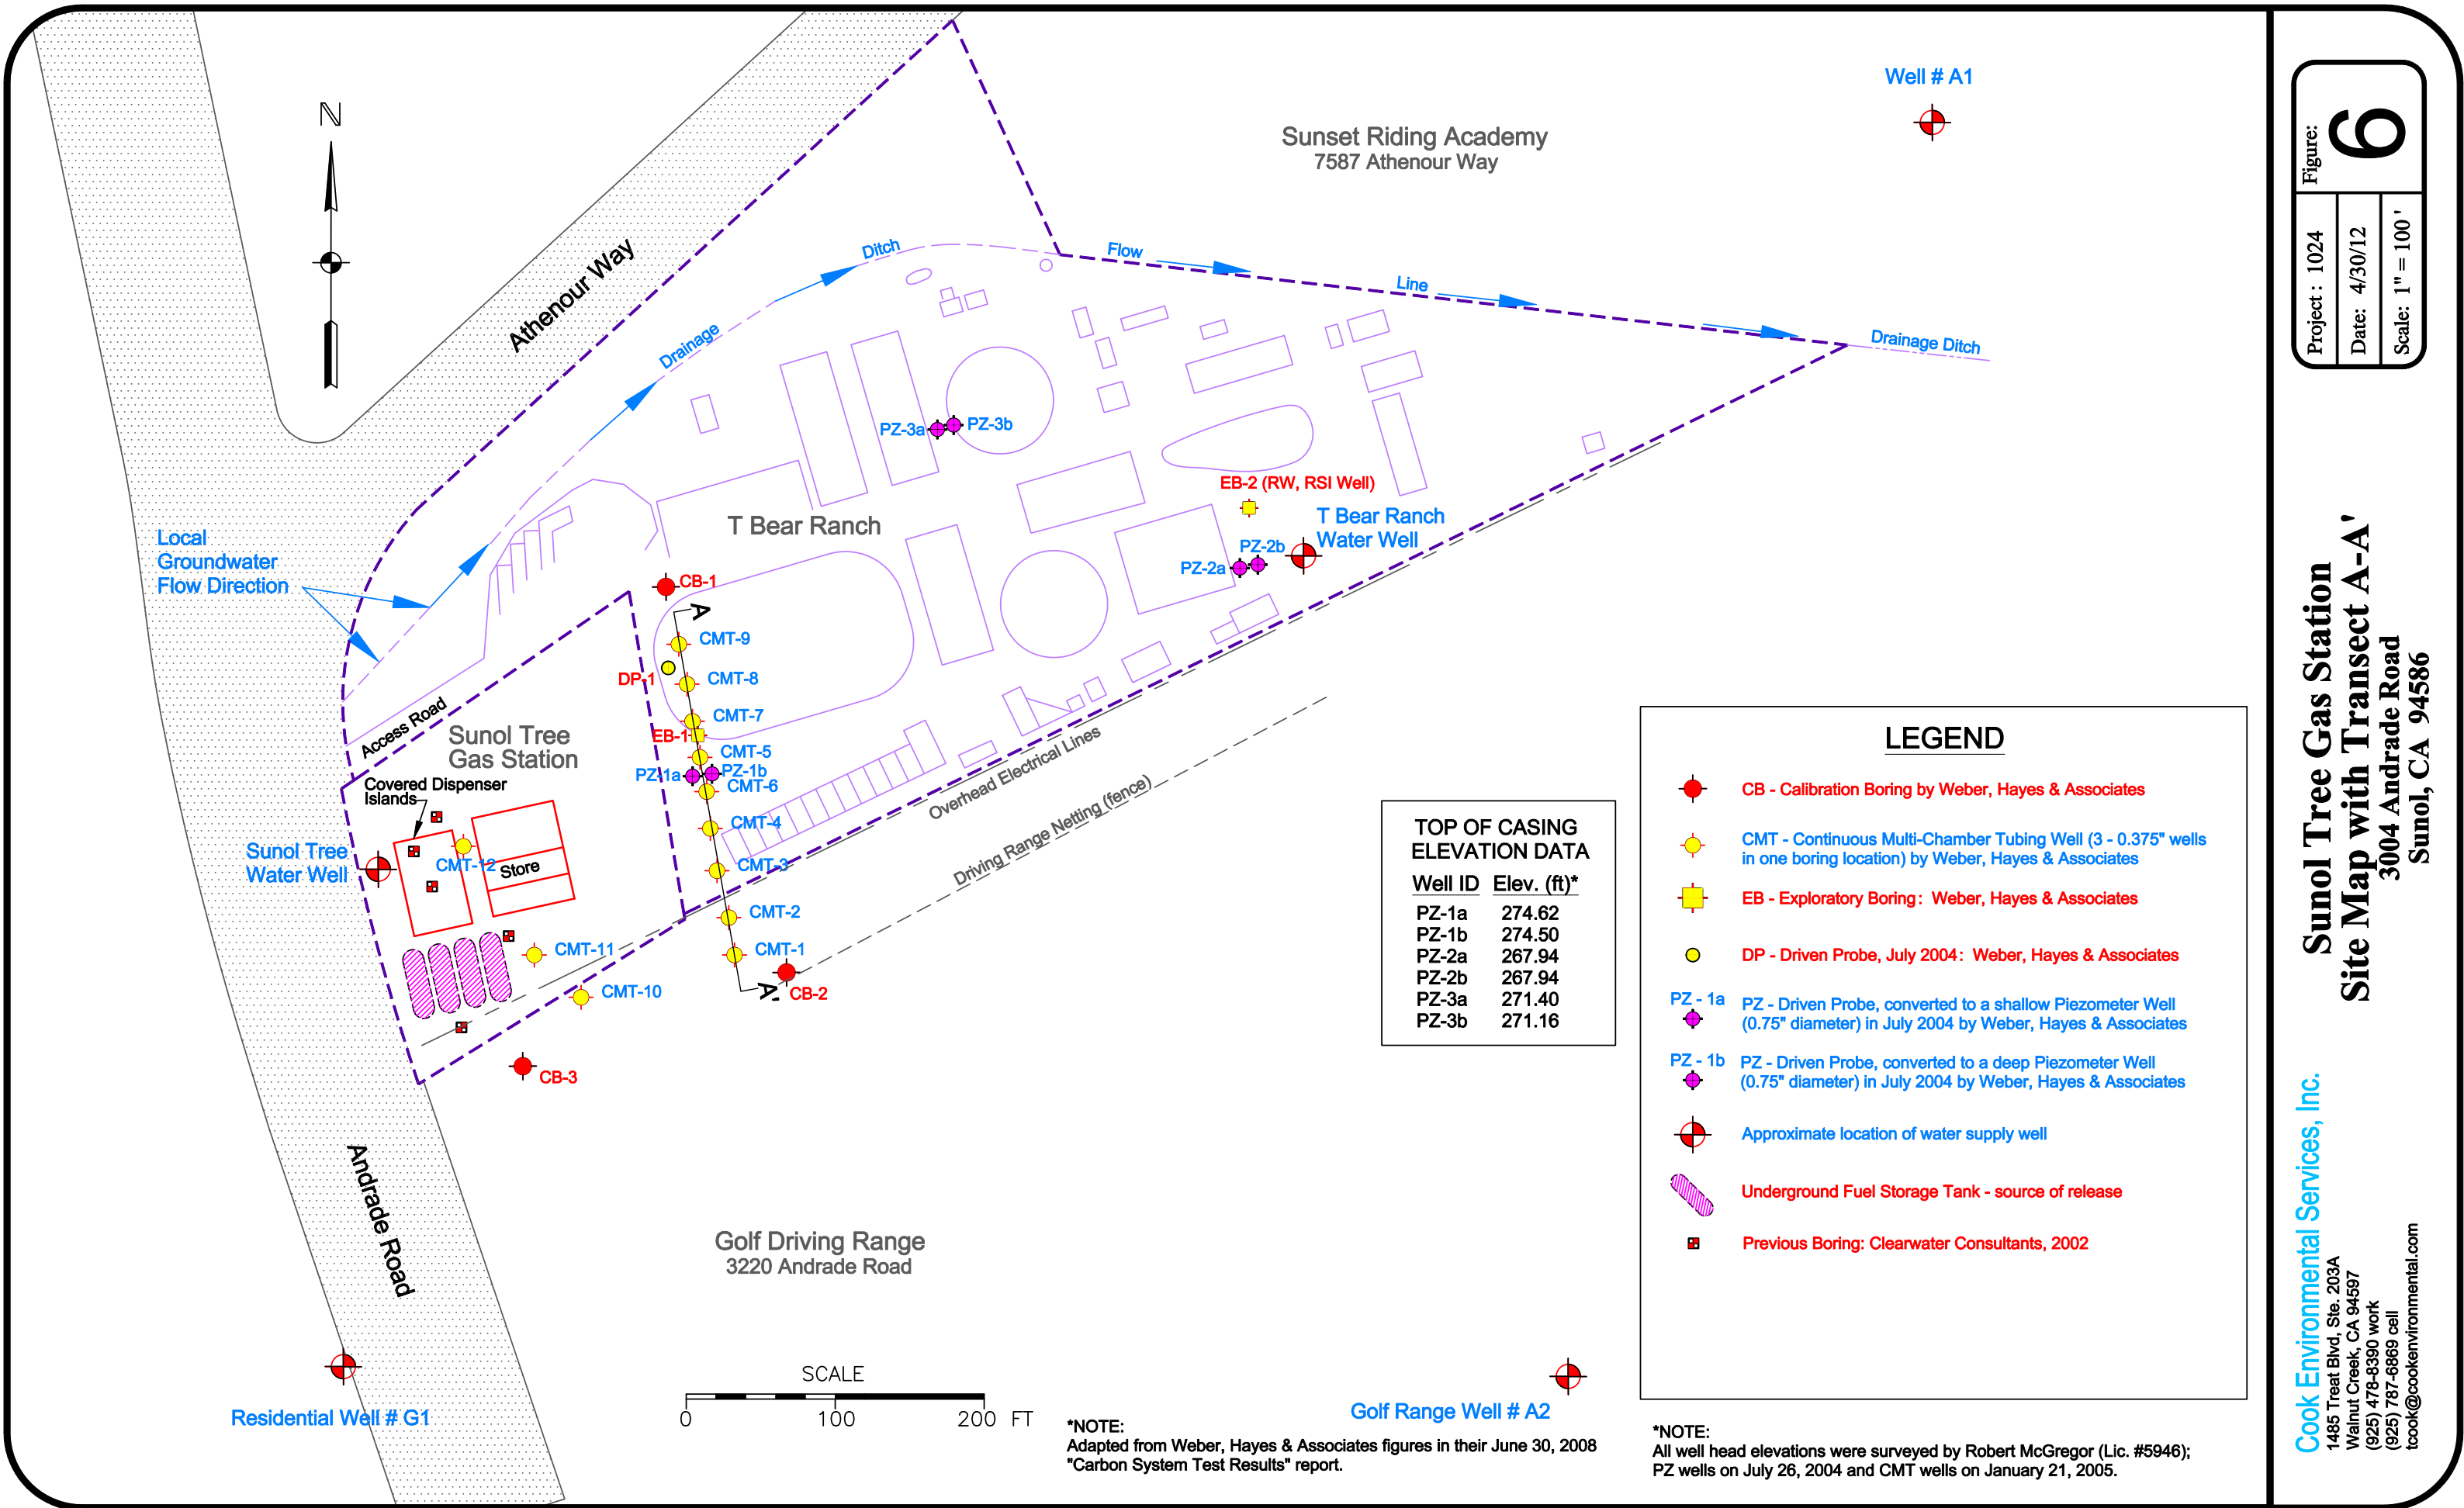 N
Well # A1
Sunset Riding Academy
7587 Athenour Way
Athenour Way
Ditch
Flow
Line
Drainage
Drainage Ditch
PZ-3a
PZ-3b
EB-2 (RW, RSI Well)
T Bear Ranch
T Bear Ranch
Water Well
PZ-2b
PZ-2a
Local
Groundwater
Flow Direction
CB-1
A
CMT-9
DP-1
CMT-8
CMT-7
EB-1
CMT-5
PZ-1a
PZ-1b
CMT-6
CMT-4
CMT-3
CMT-2
CMT-1
A'
CB-2
Access Road
Sunol Tree
Gas Station
Covered Dispenser
Islands
Sunol Tree
Water Well
CMT-12
Store
CMT-11
CMT-10
CB-3
Overhead Electrical Lines
Driving Range Netting (fence)
Andrade Road
Golf Driving Range
3220 Andrade Road
Residential Well # G1
SCALE
0 100 200 FT
Golf Range Well # A2
*NOTE:
Adapted from Weber, Hayes & Associates figures in their June 30, 2008
"Carbon System Test Results" report.
TOP OF CASING
ELEVATION DATA
Well ID Elev. (ft)*
PZ-1a 274.62
PZ-1b 274.50
PZ-2a 267.94
PZ-2b 267.94
PZ-3a 271.40
PZ-3b 271.16
LEGEND
CB - Calibration Boring by Weber, Hayes & Associates
CMT - Continuous Multi-Chamber Tubing Well (3 - 0.375" wells
in one boring location) by Weber, Hayes & Associates
EB - Exploratory Boring: Weber, Hayes & Associates
DP - Driven Probe, July 2004: Weber, Hayes & Associates
PZ - 1a
PZ - Driven Probe, converted to a shallow Piezometer Well
(0.75" diameter) in July 2004 by Weber, Hayes & Associates
PZ - 1b
PZ - Driven Probe, converted to a deep Piezometer Well
(0.75" diameter) in July 2004 by Weber, Hayes & Associates
Approximate location of water supply well
Underground Fuel Storage Tank - source of release
Previous Boring: Clearwater Consultants, 2002
*NOTE:
All well head elevations were surveyed by Robert McGregor (Lic. #5946);
PZ wells on July 26, 2004 and CMT wells on January 21, 2005.
Figure:
6
Project : 1024
Date: 4/30/12
Scale: 1" = 100 '
Sunol Tree Gas Station
Site Map with Transect A-A'
3004 Andrade Road
Sunol, CA 94586
Cook Environmental Services, Inc.
1485 Treat Blvd, Ste. 203A
Walnut Creek, CA 94597
(925) 478-8390 work
(925) 787-6869 cell
tcook@cookenvironmental.com